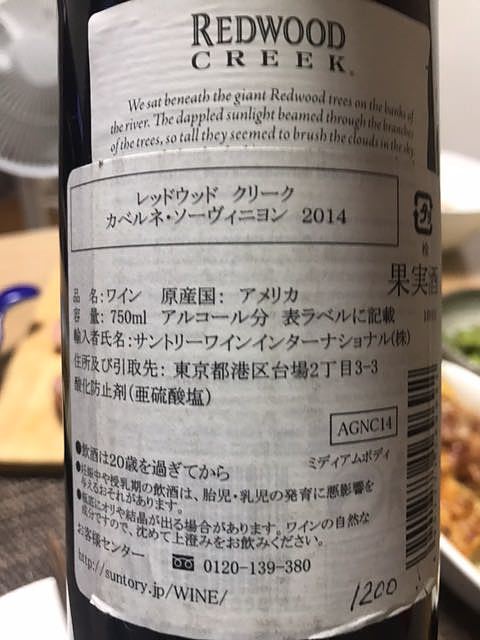 REDWOOD
CREEK
We sat beneath the giant Redwood trees on the banks of
the river. The dappled sunlight beamed through the branches
of the trees, so tall they seemed to brush the clouds in the sky.
レッドウッド クリーク
カベルネ・ソーヴィニヨン 2014
栓
果実酒
品 名:ワイン 原産国: アメリカ
容 量: 750ml アルコール分 表ラベルに記載
輸入者氏名:サントリーワインインターナショナル(株)
住所及び引取先: 東京都港区台場2丁目3-3
酸化防止剤(亜硫酸塩)
AGNC14
ミディアムボディ
●飲酒は20歳を過ぎてから
●妊娠中や授乳期の飲酒は、胎児・乳児の発育に悪影響を
与えるおそれがあります。
●瓶底にオリや結晶が出る場合があります。ワインの自然な
成分ですので、沈めて上澄みをお飲みください。
お客様センター 0120-139-380
http://suntory.jp/WINE/
1200